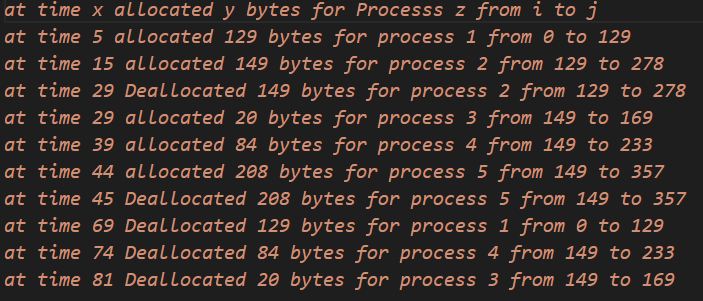 at time x allocated y bytes for Processs z from i to j
at time 5 allocated 129 bytes for process 1 from 0 to 129
at time 15 allocated 149 bytes for process 2 from 129 to 278
at time 29 Deallocated 149 bytes for process 2 from 129 to 278
at time 29 allocated 20 bytes for process 3 from 149 to 169
at time 39 allocated 84 bytes for process 4 from 149 to 233
at time 44 allocated 208 bytes for process 5 from 149 to 357
at time 45 Deallocated 208 bytes for process 5 from 149 to 357
at time 69 Deallocated 129 bytes for process 1 from 0 to 129
at time 74 Deallocated 84 bytes for process 4 from 149 to 233
at time 81 Deallocated 20 bytes for process 3 from 149 to 169